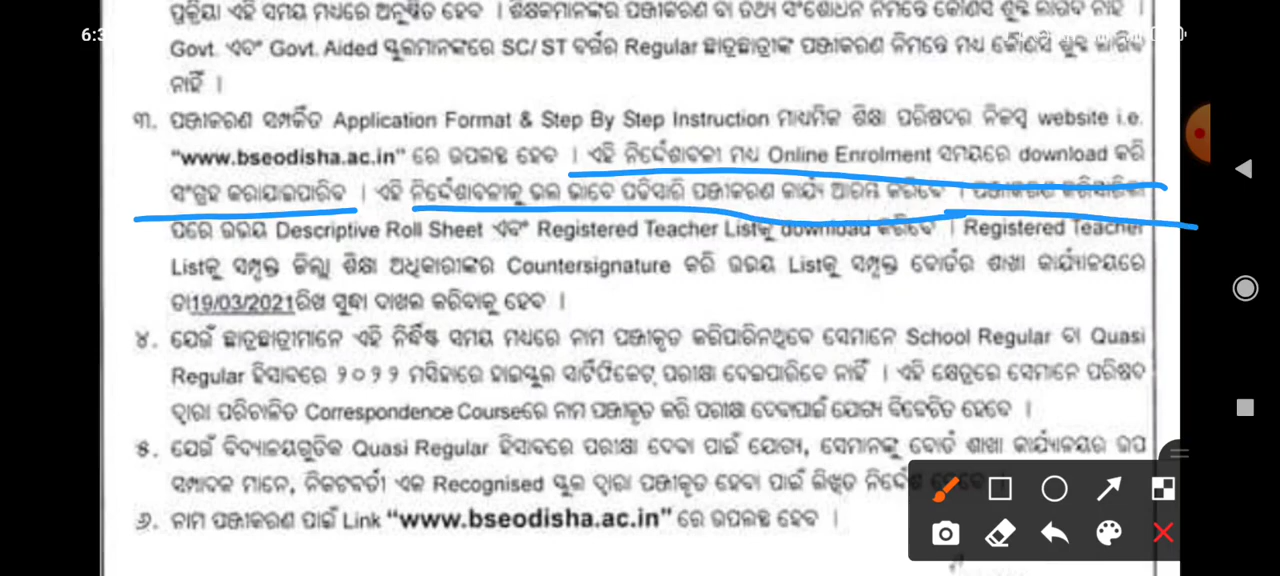 6:3
ପ୍ରକ୍ରିୟା ଏହି ସମୟ ମଧ୍ୟରେ ଅନୁଷ୍ଠିତ ହେବ । ଶିକ୍ଷକମାନଙ୍କର ପଞ୍ଜୀକରଣ ବା ତଥ୍ୟ ସଂଶୋଧନ ନିମନ୍ତେ କୌଣସି ଶୁଳ୍କ ଲାଗିବ ନାହିଁ ।
Govt. ଏବଂ Govt. Aided ସ୍କୁଲମାନଙ୍କରେ SC/ ST ବର୍ଗର Regular ଛାତ୍ରଛାତ୍ରୀଙ୍କ ପଞ୍ଜୀକରଣ ନିମନ୍ତେ ମଧ୍ୟ କୌଣସି ଶୁଳ୍କ ଲାଗିବ
ନାହିଁ ।
୩. ପଞ୍ଜୀକରଣ ସମ୍ପର୍କିତ Application Format & Step By Step Instruction ମାଧ୍ୟମିକ ଶିକ୍ଷା ପରିଷଦର ନିଜସ୍ୱ website i.e.
“www.bseodisha.ac.in” ରେ ଉପଲବ୍ଧ ହେବ । ଏହି ନିର୍ଦ୍ଦେଶାବଳୀ ମଧ୍ୟ Online Enrolment ସମୟରେ download କରି
ସଂଗ୍ରହ କରାଯାଇପାରିବ । ଏହି ନିର୍ଦ୍ଦେଶାବଳୀକୁ ଭଲ ଭାବେ ପଢିସାରି ପଞ୍ଜୀକରଣ କାର୍ଯ୍ୟ ଆରମ୍ଭ କରିବେ । ପଞ୍ଜୀକରଣ କରିସାରିଲା
ପରେ ଉଭୟ Descriptive Roll Sheet ଏବଂ Registered Teacher Listକୁ download କରିବେ । Registered Teacher
Listକୁ ସମ୍ପୃକ୍ତ ଜିଲ୍ଲା ଶିକ୍ଷା ଅଧିକାରୀଙ୍କର Countersignature କରି ଉଭୟ Listକୁ ସମ୍ପୃକ୍ତ ବୋର୍ଡର ଶାଖା କାର୍ଯ୍ୟାଳୟରେ
ତା19/03/2021ରିଖ ସୁଦ୍ଧା ଦାଖଲ କରିବାକୁ ହେବ ।
୪. ଯେଉଁ ଛାତ୍ରଛାତ୍ରୀମାନେ ଏହି ନିର୍ଦ୍ଧିଷ୍ଟ ସମୟ ମଧ୍ୟରେ ନାମ ପଞ୍ଜୀକୃତ କରିପାରିନଥିବେ ସେମାନେ School Regular ବା Quasi
Regular ହିସାବରେ ୨୦୨୨ ମସିହାରେ ହାଇସ୍କୁଲ ସାର୍ଟିଫିକେଟ୍ ପରୀକ୍ଷା ଦେଇପାରିବେ ନାହିଁ । ଏହି କ୍ଷେତ୍ରରେ ସେମାନେ ପରିଷଦ
ଦ୍ୱାରା ପରିଚାଳିତ Correspondence Courseରେ ନାମ ପଞ୍ଜୀକୃତ କରି ପରୀକ୍ଷା ଦେବାପାଇଁ ଯୋଗ୍ୟ ବିବେଚିତ ହେବେ ।
୫. ଯେଉଁ ବିଦ୍ୟାଳୟଗୁଡିକ Quasi Regular ହିସାବରେ ପରୀକ୍ଷା ଦେବା ପାଇଁ ଯୋଗ୍ୟ, ସେମାନଙ୍କୁ ବୋର୍ଡ ଶାଖା କାର୍ଯ୍ୟାଳୟର ଉପ
ସମ୍ପାଦକ ମାନେ, ନିକଟବର୍ତୀ ଏକ Recognised ସ୍କୁଲ ଦ୍ୱାରା ପଞ୍ଜୀକୃତ ହେବା ପାଇଁ ଲିଖିତ ନିର୍ଦ୍ଦେଶ
୬. ନାମ ପଞ୍ଜୀକରଣ ପାଇଁ Link “www.bseodisha.ac.in” ରେ ଉପଲବ୍ଧ ହେବ ।